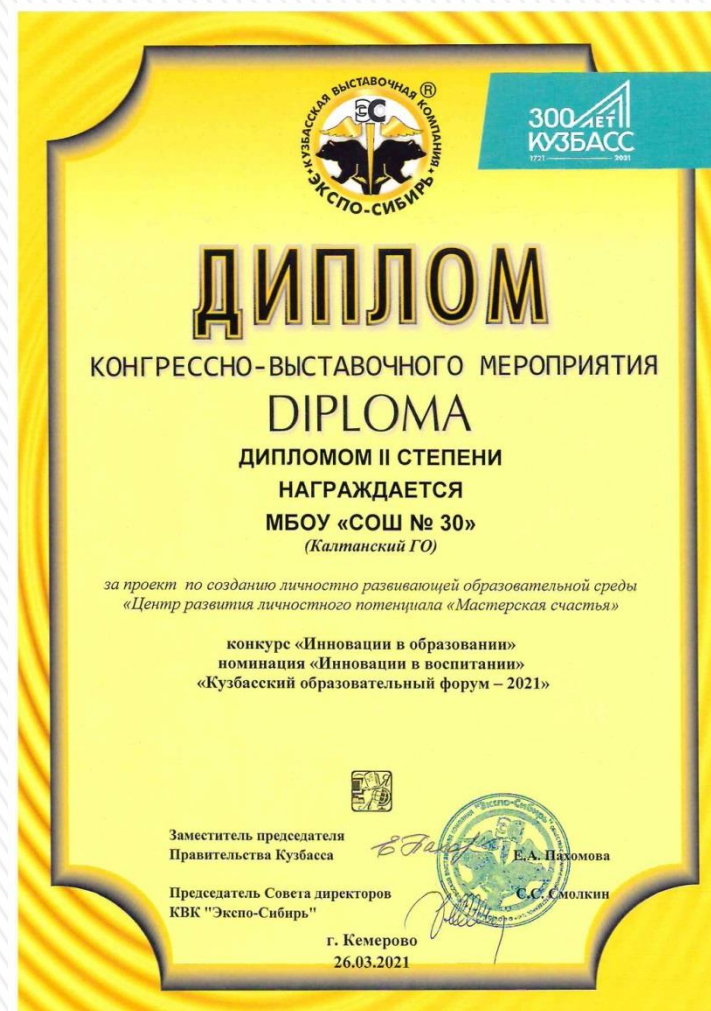 КУЗБАССКАЯ ВЫСТАВОЧНАЯ КОМПАНИЯ
®
ЭС
ЭКСПО-СИБИРЬ
300 ЛЕТ
КУЗБАСС
1721 2021
ДИПЛОМ
КОНГРЕССНО-ВЫСТАВОЧНОГО МЕРОПРИЯТИЯ
DIPLOMA
ДИПЛОМОМ II СТЕПЕНИ
НАГРАЖДАЕТСЯ
МБОУ «СОШ № 30»
(Калтанский ГО)
за проект по созданию личностно развивающей образовательной среды
«Центр развития личностного потенциала «Мастерская счастья»
конкурс «Инновации в образовании»
номинация «Инновации в воспитании»
«Кузбасский образовательный форум – 2021»
Заместитель председателя
Правительства Кузбасса Е.А. Пахомова
Председатель Совета директоров С.С. Смолкин
КВК "Экспо-Сибирь"
г. Кемерово
26.03.2021